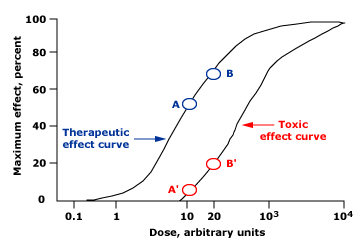 Maximum effect, percent
100
80
60
40
20
0
A
B
Therapeutic
effect curve
Toxic
effect curve
A'
B'
0.1 1 10 20 10³ 10⁴
Dose, arbitrary units